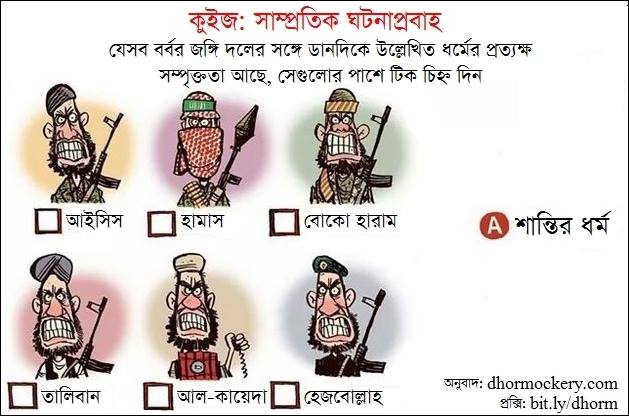 কুইজ: সাম্প্রতিক ঘটনাপ্রবাহ
যেসব বর্বর জঙ্গি দলের সঙ্গে ডানদিকে উল্লেখিত ধর্মের প্রত্যক্ষ
সম্পৃক্ততা আছে, সেগুলোর পাশে টিক চিহ্ন দিন
আইসিস হামাস বোকো হারাম
A শান্তির ধর্ম
তালিবান আল-কায়েদা হেজবোল্লাহ
অনুবাদ: dhormockery.com
প্রক্সি: bit.ly/dhorm